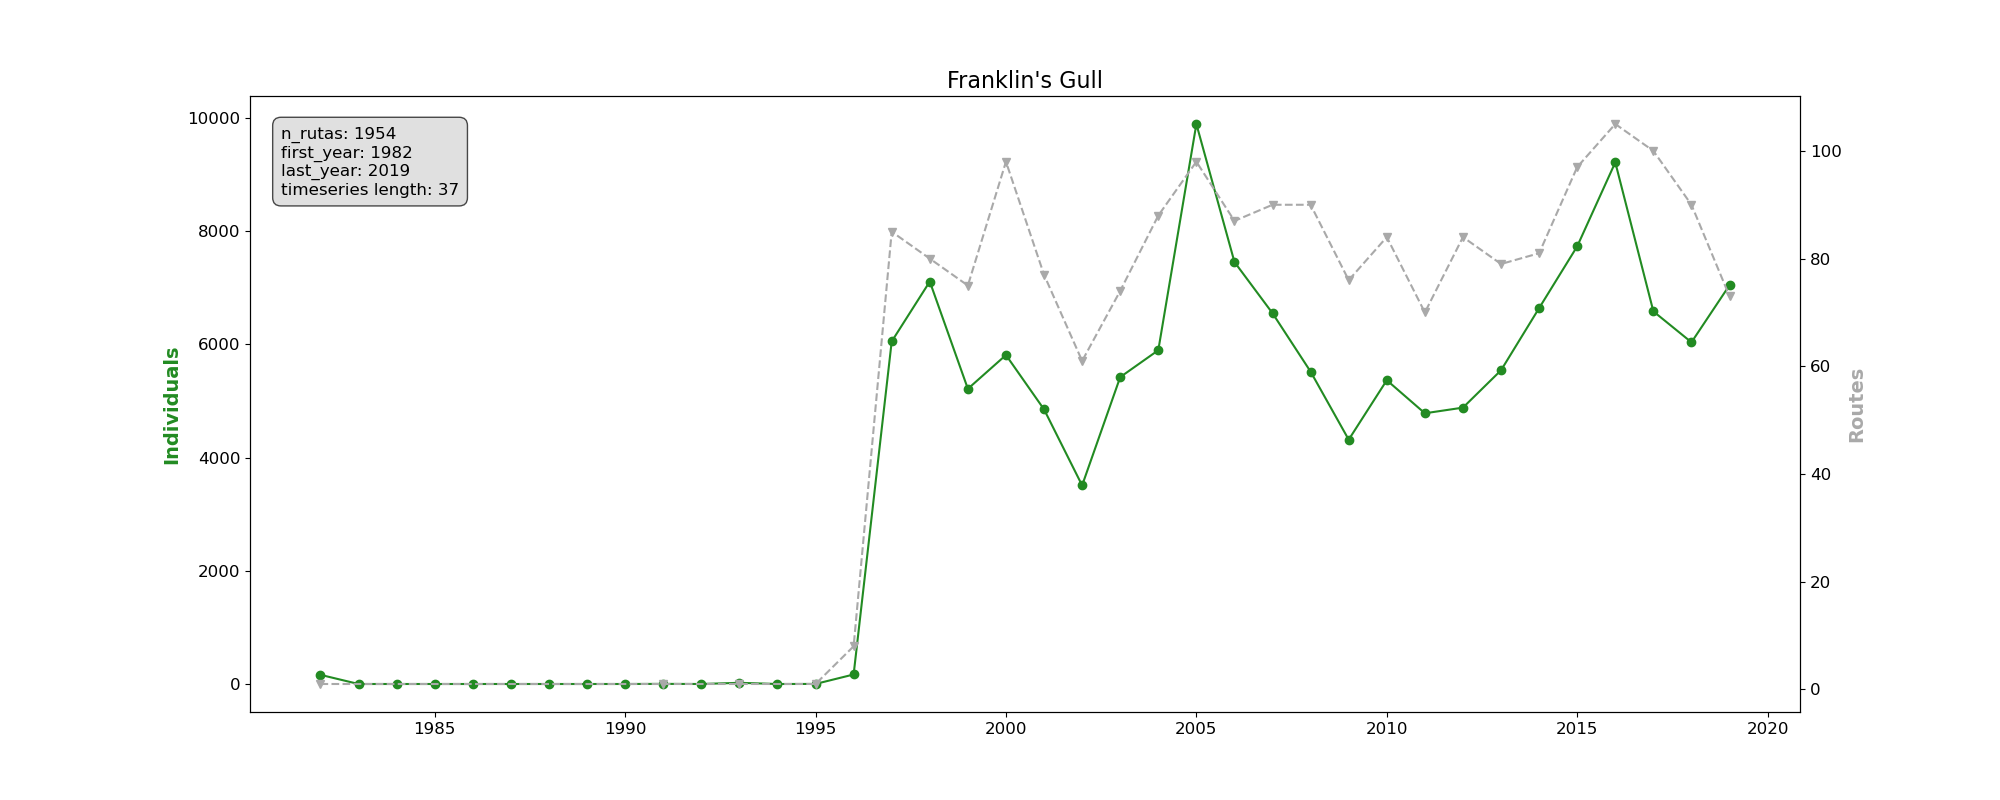 Franklin's Gull
n_rutas: 1954
first_year: 1982
last_year: 2019
timeseries length: 37
Individuals
10000
8000
6000
4000
2000
0
Routes
100
80
60
40
20
0
1985 1990 1995 2000 2005 2010 2015 2020